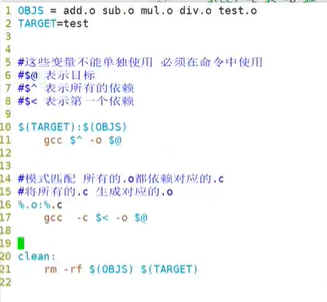 1 OBJS = add.o sub.o mul.o div.o test.o
2 TARGET=test
3
4
5 #这些变量不能单独使用 必须在命令中使用
6 #$@ 表示目标
7 #$^ 表示所有的依赖
8 #$< 表示第一个依赖
9
10 $(TARGET):$(OBJS)
11     gcc $^ -o $@
12
13
14 #模式匹配 所有的.o都依赖对应的.c
15 #将所有的.c 生成对应的.o
16 %.o:%.c
17     gcc  -c $< -o $@
18
19
20 clean:
21     rm -rf $(OBJS) $(TARGET)
22